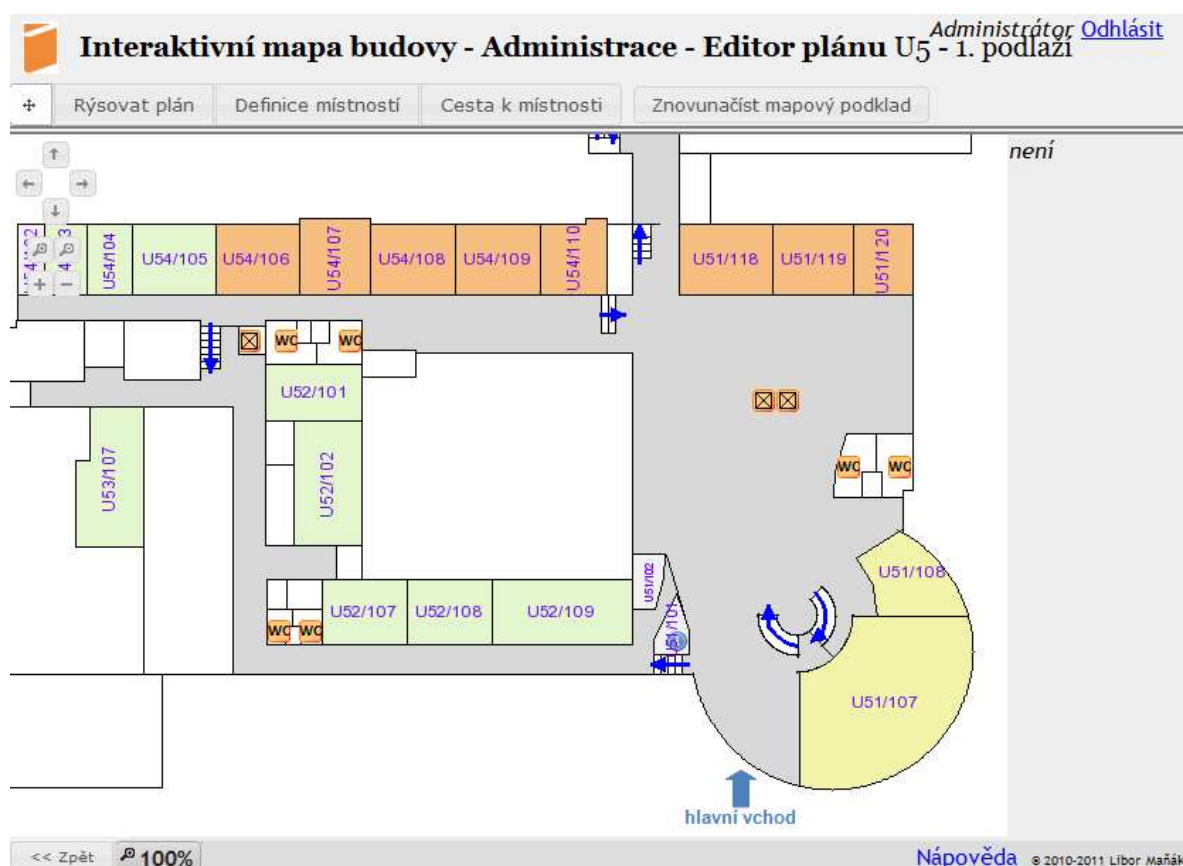 Administrátor Odhlásit
Interaktivní mapa budovy - Administrace - Editor plánu U5 - 1. podlaží
Rýsovat plán Definice místností Cesta k místnosti Znovunačíst mapový podklad
není
U54/104
U54/105
U54/106
U54/107
U54/108
U54/109
U54/110
U51/118
U51/119
U51/120
WC WC
U52/101
U53/107
U52/102
WC WC
U51/108
U51/102
U51/101
U52/107
U52/108
U52/109
WC WC
U51/107
hlavní vchod
<< Zpět 100% Nápověda © 2010-2011 Libor Maňák